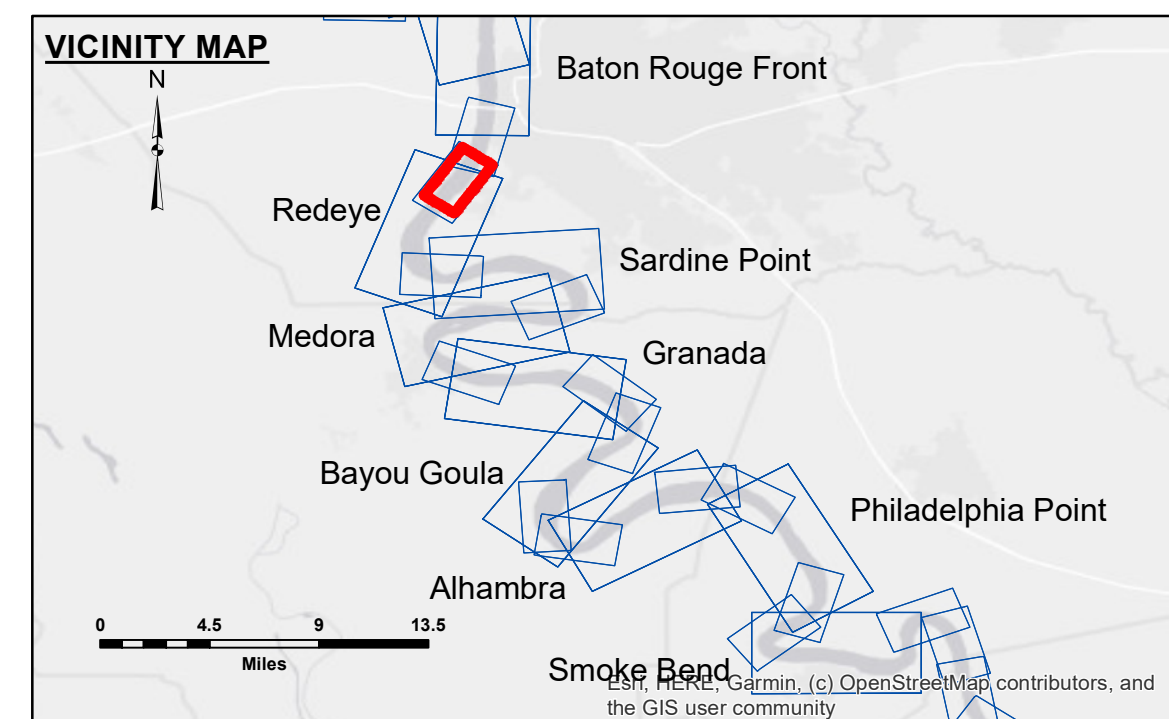 VICINITY MAP
N
Baton Rouge Front
Redeye
Sardine Point
Medora
Granada
Bayou Goula
Philadelphia Point
Alhambra
0 4.5 9 13.5
Miles
Smoke Bend
Esri, HERE, Garmin, (c) OpenStreetMap contributors, and
the GIS user community